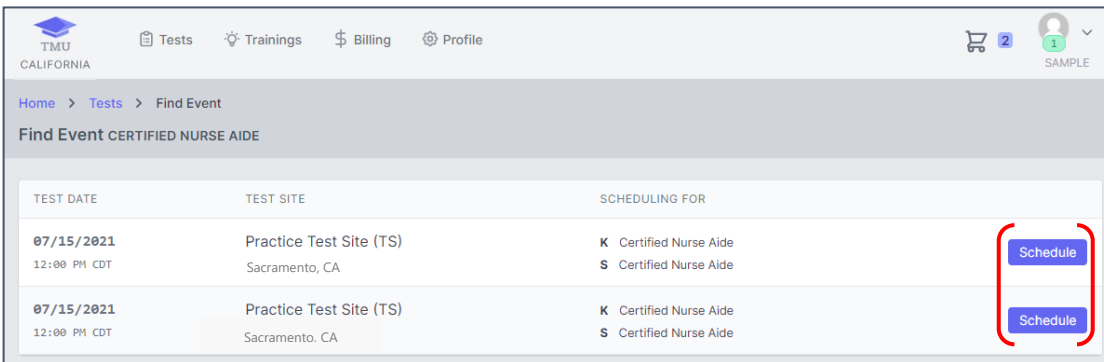 TMU
CALIFORNIA
Tests
Trainings
Billing
Profile
2
1
SAMPLE
Home > Tests > Find Event
Find Event CERTIFIED NURSE AIDE
TEST DATE TEST SITE SCHEDULING FOR
07/15/2021 Practice Test Site (TS) K Certified Nurse Aide
12:00 PM CDT Sacramento, CA S Certified Nurse Aide
Schedule
07/15/2021 Practice Test Site (TS) K Certified Nurse Aide
12:00 PM CDT Sacramento. CA S Certified Nurse Aide
Schedule